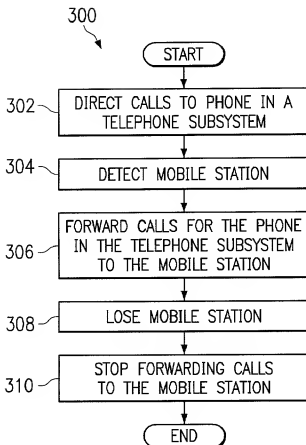 300
START
302
DIRECT CALLS TO PHONE IN A
TELEPHONE SUBSYSTEM
304
DETECT MOBILE STATION
306
FORWARD CALLS FOR THE PHONE
IN THE TELEPHONE SUBSYSTEM
TO THE MOBILE STATION
308
LOSE MOBILE STATION
310
STOP FORWARDING CALLS
TO THE MOBILE STATION
END